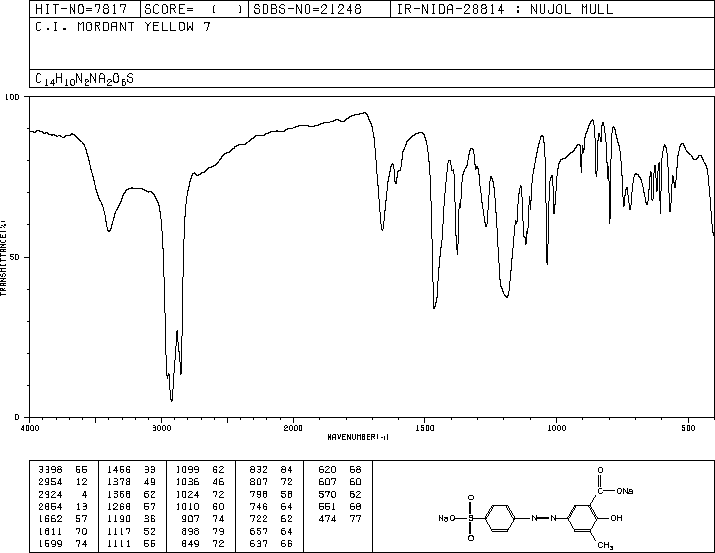 HIT-NO=7817 SCORE= ( ) SDBS-NO=21248 IR-NIDA-28814 : NUJOL MULL
C.I. MORDANT YELLOW 7
C14H10N2NA2O6S
100
50
0
TRANSMITTANCE(%)
4000 3000 2000 1500 1000 500
WAVENUMBER(-1)
3398 55 1456 33 1099 62 832 84 620 68
2954 12 1378 49 1036 46 807 72 607 60
2924 4 1368 62 1024 72 798 58 570 62
2854 13 1268 57 1010 60 746 64 551 68
1662 57 1190 36 907 74 722 62 474 77
1611 70 1117 52 898 79 657 64
1599 74 1111 55 849 72 637 66
O
C—ONa
O
NaO—S
O
N
N
OH
CH3